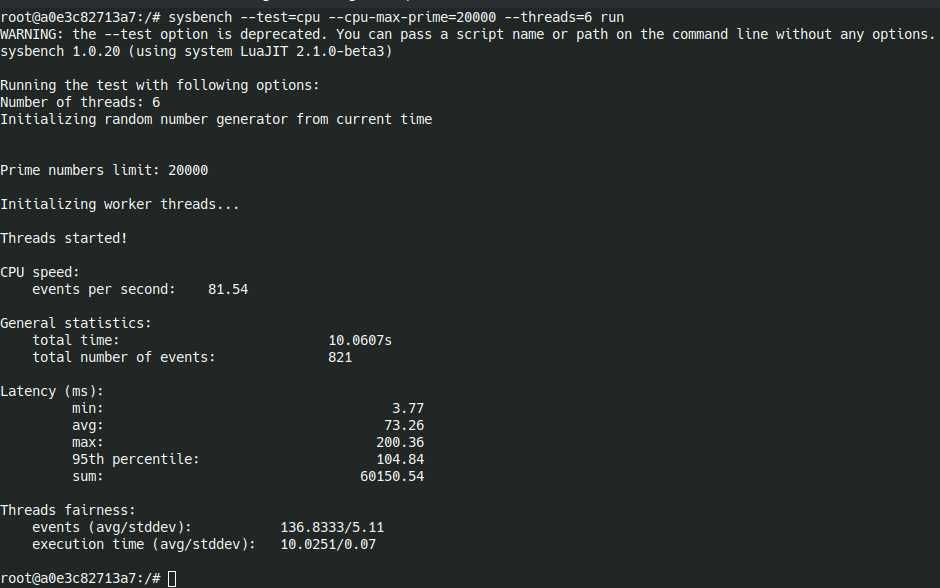 root@a0e3c82713a7:/# sysbench --test=cpu --cpu-max-prime=20000 --threads=6 run
WARNING: the --test option is deprecated. You can pass a script name or path on the command line without any options.
sysbench 1.0.20 (using system LuaJIT 2.1.0-beta3)
Running the test with following options:
Number of threads: 6
Initializing random number generator from current time
Prime numbers limit: 20000
Initializing worker threads...
Threads started!
CPU speed:
events per second: 81.54
General statistics:
total time: 10.0607s
total number of events: 821
Latency (ms):
min: 3.77
avg: 73.26
max: 200.36
95th percentile: 104.84
sum: 60150.54
Threads fairness:
events (avg/stddev): 136.8333/5.11
execution time (avg/stddev): 10.0251/0.07
root@a0e3c82713a7:/#